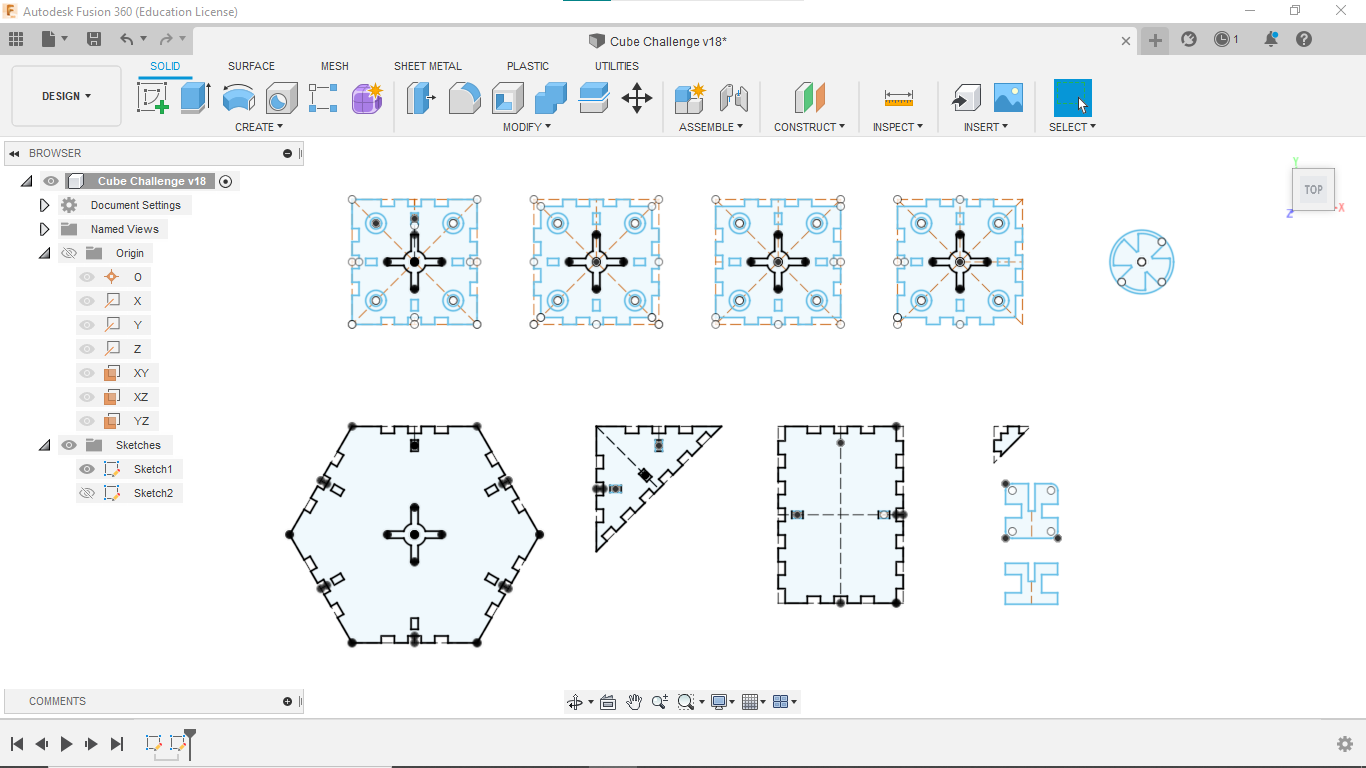 Autodesk Fusion 360 (Education License)
Cube Challenge v18*
1
SOLID SURFACE MESH SHEET METAL PLASTIC UTILITIES
DESIGN
CREATE MODIFY ASSEMBLE CONSTRUCT INSPECT INSERT SELECT
BROWSER
Cube Challenge v18
Document Settings
Named Views
Origin
O
X
Y
Z
XY
XZ
YZ
Sketches
Sketch1
Sketch2
Y
TOP
X
Z
COMMENTS